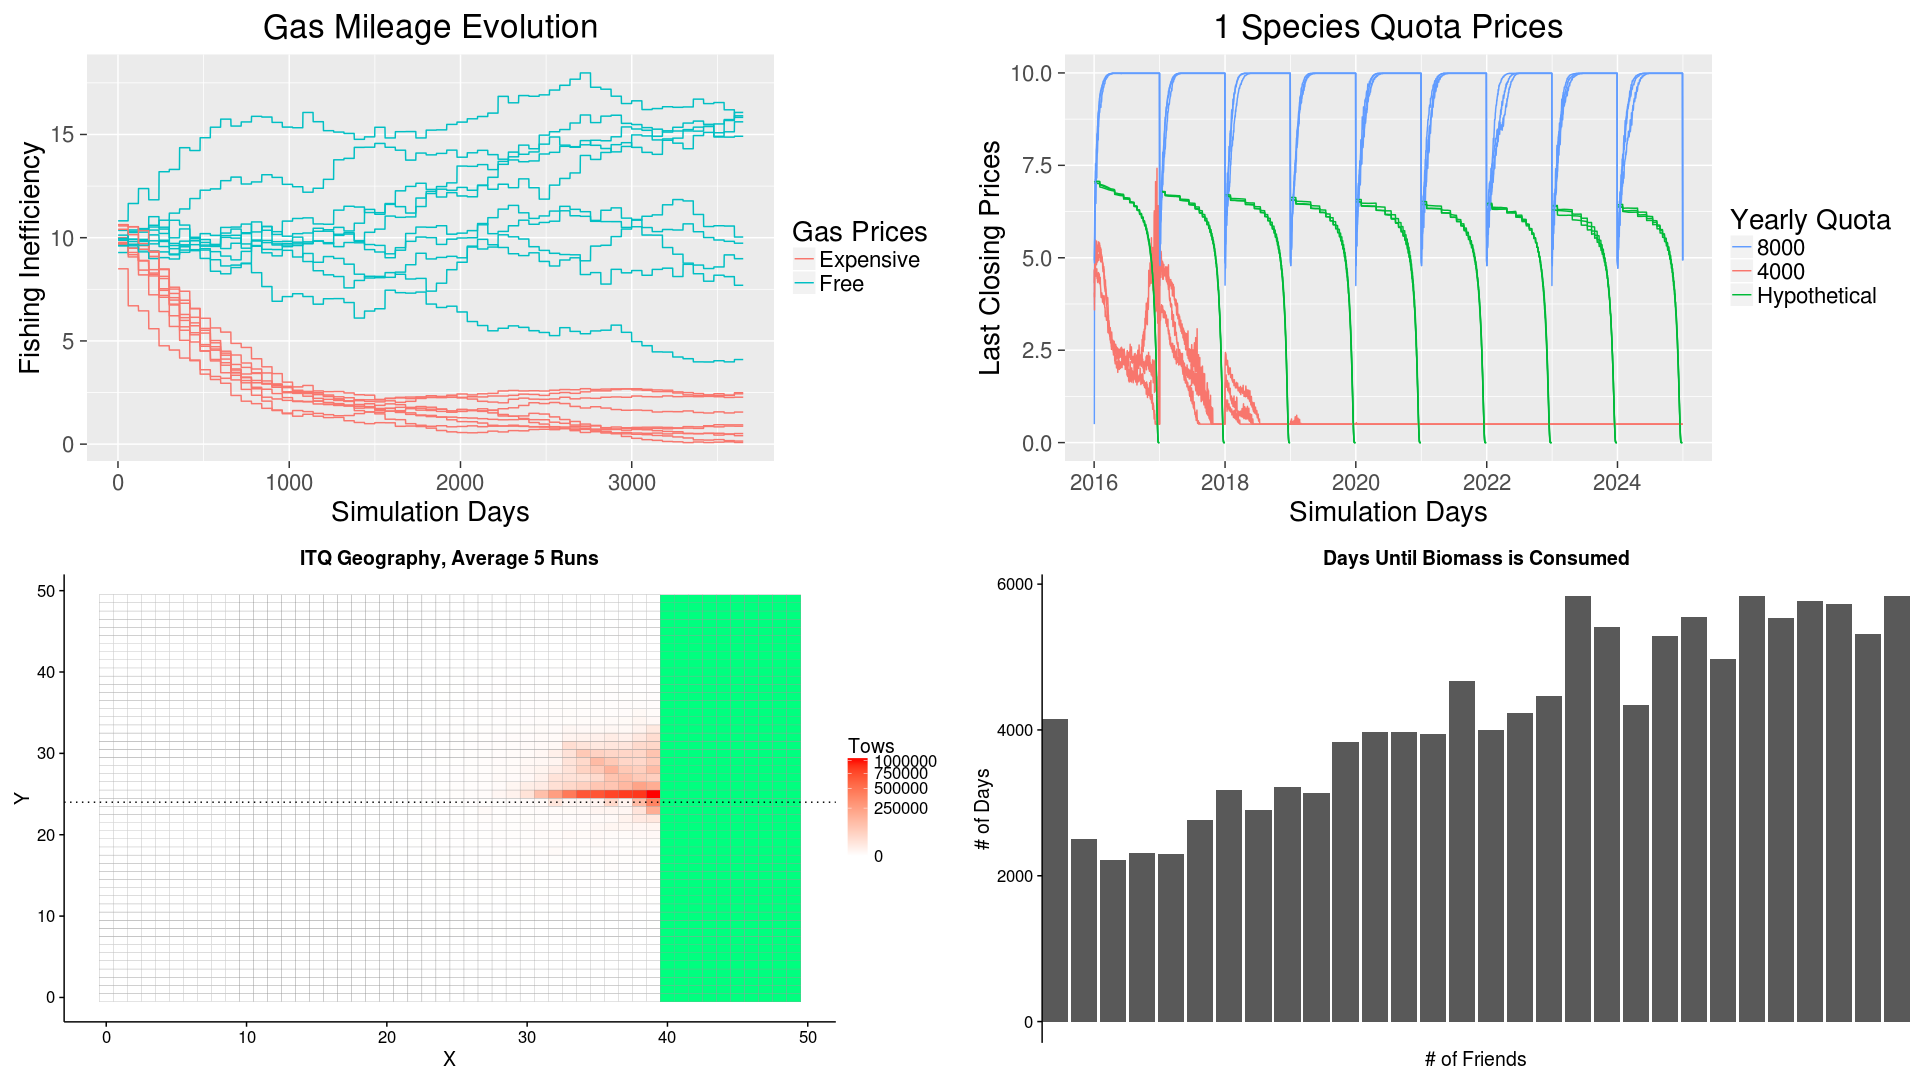 Gas Mileage Evolution
Fishing Inefficiency
15
10
5
0
0 1000 2000 3000
Simulation Days
Gas Prices
Expensive
Free
1 Species Quota Prices
Last Closing Prices
10.0
7.5
5.0
2.5
0.0
2016 2018 2020 2022 2024
Simulation Days
Yearly Quota
8000
4000
Hypothetical
ITQ Geography, Average 5 Runs
Y
50
40
30
20
10
0
0 10 20 30 40 50
X
Tows
1000000
750000
500000
250000
0
Days Until Biomass is Consumed
# of Days
6000
4000
2000
0
# of Friends